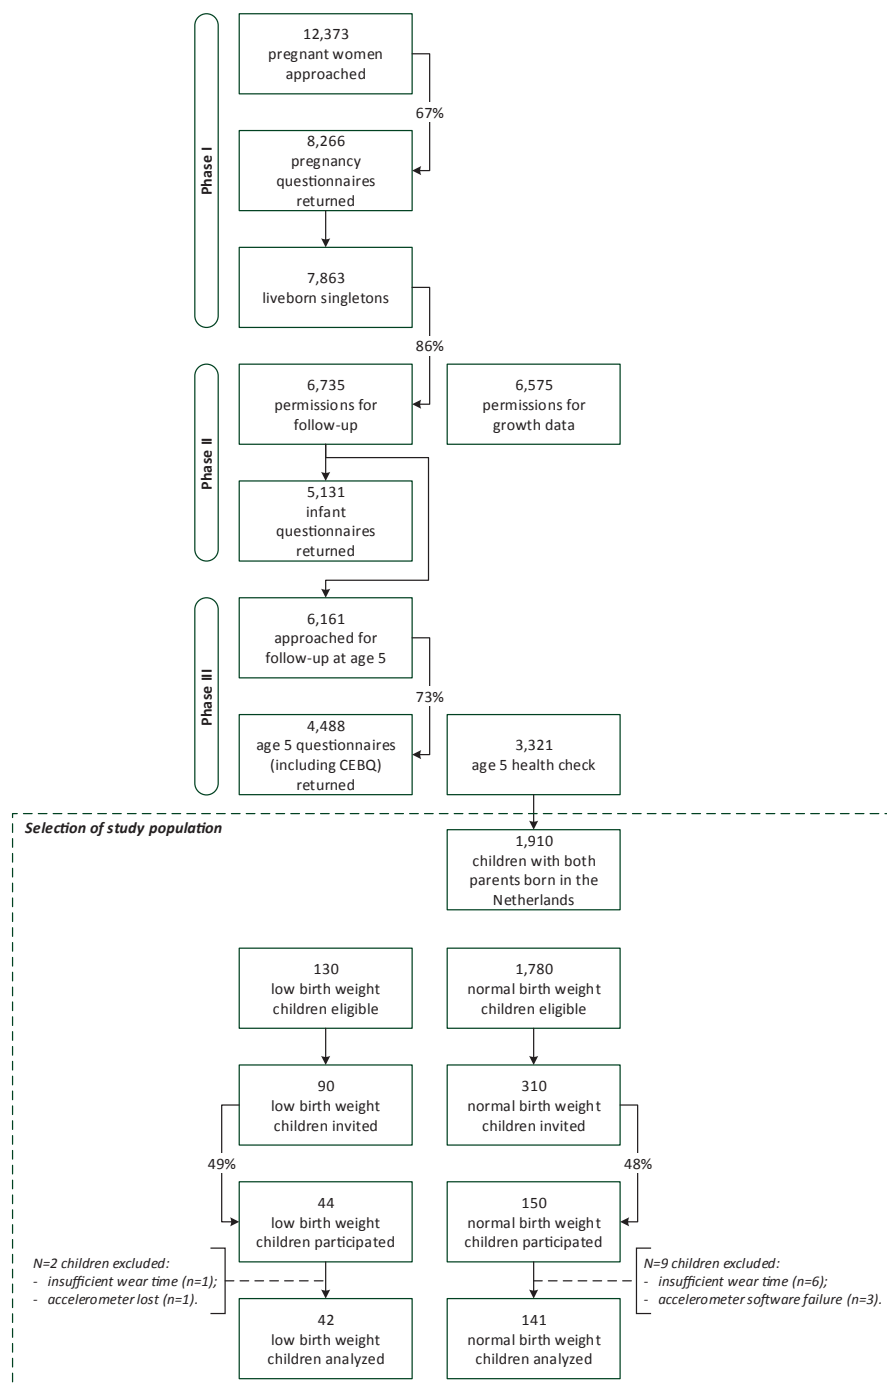 12,373
pregnant women
approached
67%
Phase I
8,266
pregnancy
questionnaires
returned
7,863
liveborn singletons
86%
6,735
permissions for
follow-up
6,575
permissions for
growth data
Phase II
5,131
infant
questionnaires
returned
6,161
approached for
follow-up at age 5
Phase III
73%
4,488
age 5 questionnaires
(including CEBQ)
returned
3,321
age 5 health check
Selection of study population
1,910
children with both
parents born in the
Netherlands
130
low birth weight
children eligible
1,780
normal birth weight
children eligible
90
low birth weight
children invited
310
normal birth weight
children invited
49%
48%
44
low birth weight
children participated
150
normal birth weight
children participated
N=2 children excluded:
- insufficient wear time (n=1);
- accelerometer lost (n=1).
N=9 children excluded:
- insufficient wear time (n=6);
- accelerometer software failure (n=3).
42
low birth weight
children analyzed
141
normal birth weight
children analyzed